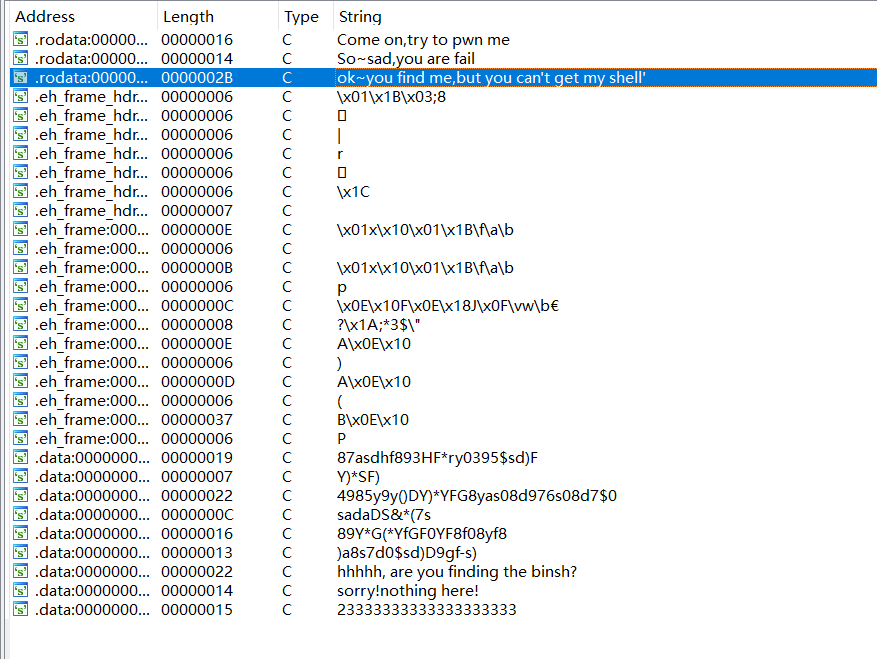 Address Length Type String
.rodata:00000... 00000016 C Come on,try to pwn me
.rodata:00000... 00000014 C So~sad,you are fail
.rodata:00000... 0000002B C ok~you find me,but you can't get my shell'
.eh_frame_hdr... 00000006 C \x01\x1B\x03;8
.eh_frame_hdr... 00000006 C
.eh_frame_hdr... 00000006 C |
.eh_frame_hdr... 00000006 C r
.eh_frame_hdr... 00000006 C
.eh_frame_hdr... 00000006 C \x1C
.eh_frame_hdr... 00000007 C
.eh_frame:000... 0000000E C \x01x\x10\x01\x1B\f\a\b
.eh_frame:000... 00000006 C
.eh_frame:000... 0000000B C \x01x\x10\x01\x1B\f\a\b
.eh_frame:000... 00000006 C p
.eh_frame:000... 0000000C C \x0E\x10F\x0E\x18J\x0F\vw\b€
.eh_frame:000... 00000008 C ?\x1A;*3$\"
.eh_frame:000... 0000000E C A\x0E\x10
.eh_frame:000... 00000006 C )
.eh_frame:000... 0000000D C A\x0E\x10
.eh_frame:000... 00000006 C (
.eh_frame:000... 00000037 C B\x0E\x10
.eh_frame:000... 00000006 C P
.data:0000000... 00000019 C 87asdhf893HF*ry0395$sd)F
.data:0000000... 00000007 C Y)*SF)
.data:0000000... 00000022 C 4985y9y()DY)*YFG8yas08d976s08d7$0
.data:0000000... 0000000C C sadaDS&*(7s
.data:0000000... 00000016 C 89Y*G(*YfGF0YF8f08yf8
.data:0000000... 00000013 C )a8s7d0$sd)D9gf-s)
.data:0000000... 00000022 C hhhhh, are you finding the binsh?
.data:0000000... 00000014 C sorry!nothing here!
.data:0000000... 00000015 C 23333333333333333333